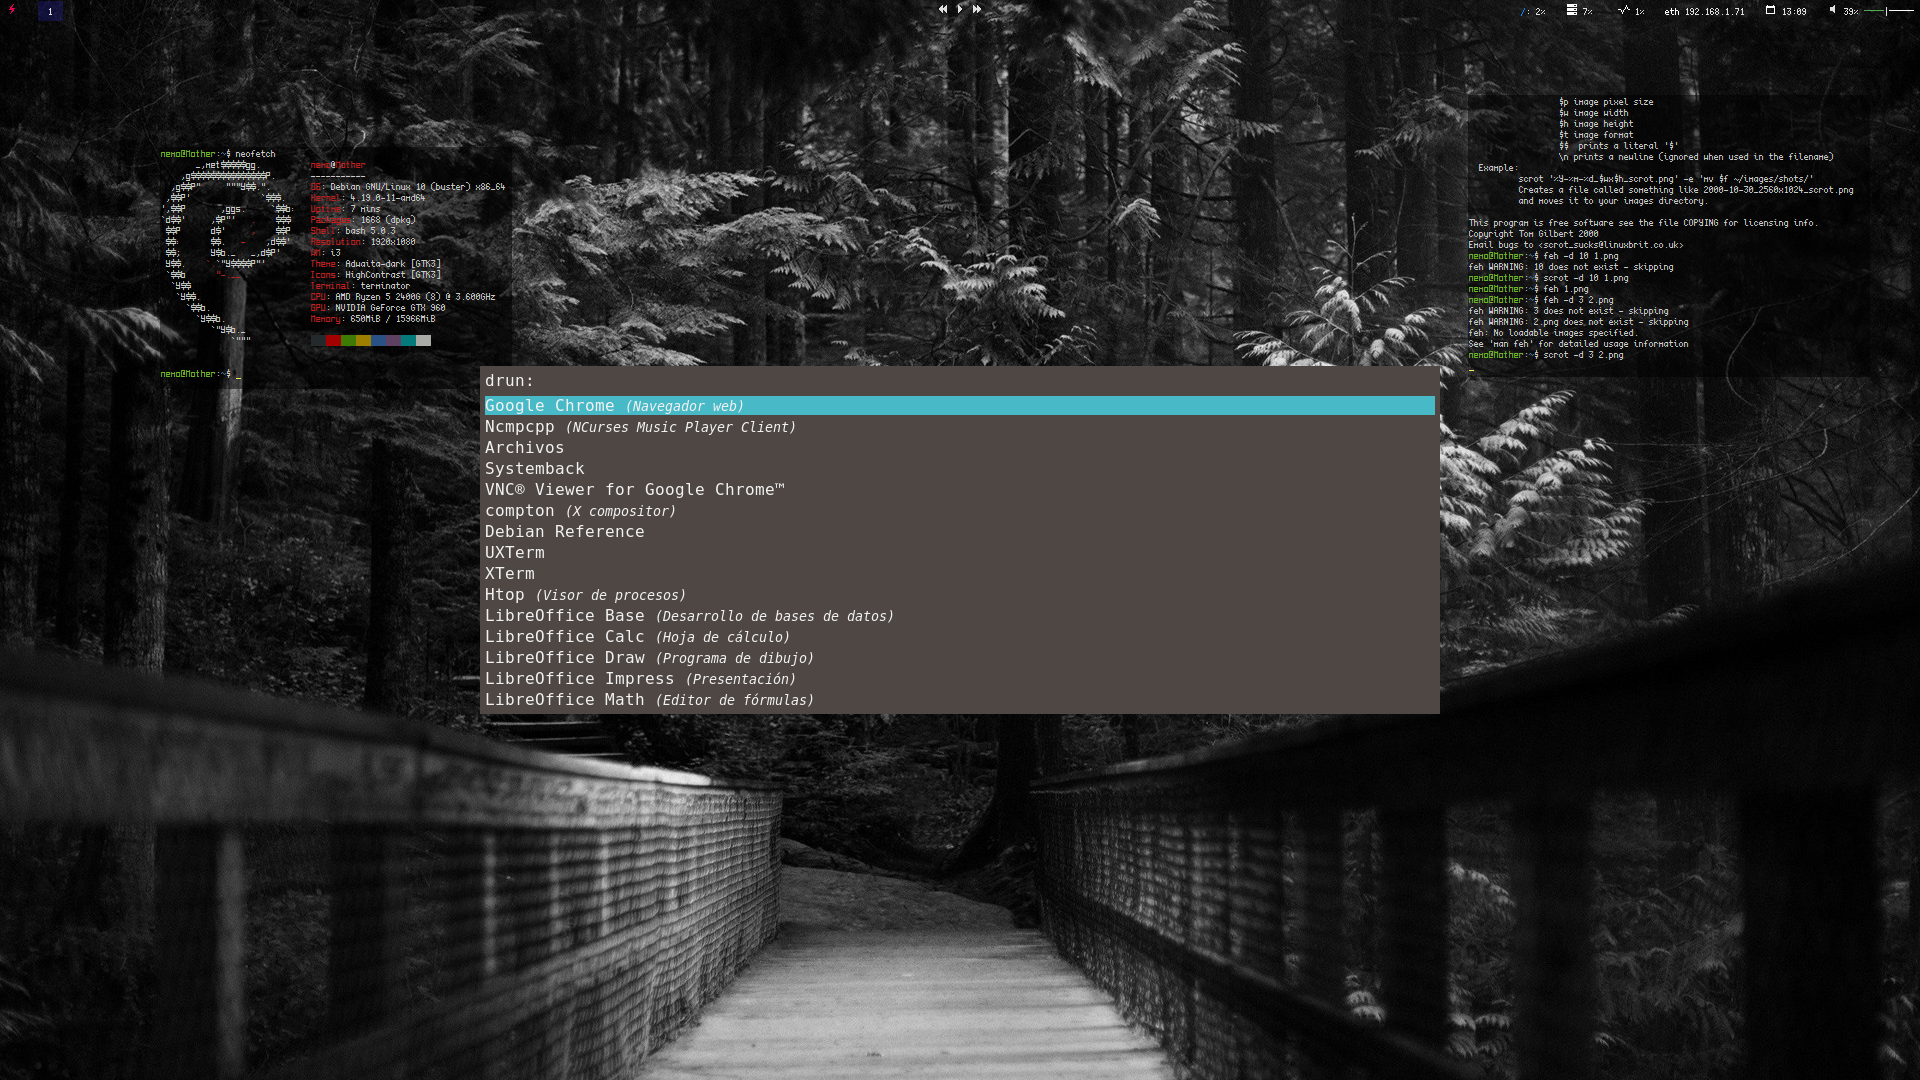 1
/: 2%
7%
1%
eth 192.168.1.71
13:09
39%
nemo@Mother:~$ neofetch
nemo@Mother
-----------
OS: Debian GNU/Linux 10 (buster) x86_64
Kernel: 4.19.0-11-amd64
Uptime: 7 mins
Packages: 1668 (dpkg)
Shell: bash 5.0.3
Resolution: 1920x1080
WM: i3
Theme: Adwaita-dark [GTK3]
Icons: HighContrast [GTK3]
Terminal: terminator
CPU: AMD Ryzen 5 2400G (8) @ 3.600GHz
GPU: NVIDIA GeForce GTX 960
Memory: 650MiB / 15966MiB
nemo@Mother:~$ _
$p image pixel size
$w image width
$h image height
$t image format
$$  prints a literal '$'
\n prints a newline (ignored when used in the filename)
Example:
scrot '%Y-%m-%d_$wx$h_scrot.png' -e 'mv $f ~/images/shots/'
Creates a file called something like 2000-10-30_2560x1024_scrot.png
and moves it to your images directory.
This program is free software see the file COPYING for licensing info.
Copyright Tom Gilbert 2000
Email bugs to <scrot_sucks@linuxbrit.co.uk>
nemo@Mother:~$ feh -d 10 1.png
feh WARNING: 10 does not exist - skipping
nemo@Mother:~$ scrot -d 10 1.png
nemo@Mother:~$ feh 1.png
nemo@Mother:~$ feh -d 3 2.png
feh WARNING: 3 does not exist - skipping
feh WARNING: 2.png does not exist - skipping
feh: No loadable images specified.
See 'man feh' for detailed usage information
nemo@Mother:~$ scrot -d 3 2.png
drun:
Google Chrome (Navegador web)
Ncmpcpp (NCurses Music Player Client)
Archivos
Systemback
VNC® Viewer for Google Chrome™
compton (X compositor)
Debian Reference
UXTerm
XTerm
Htop (Visor de procesos)
LibreOffice Base (Desarrollo de bases de datos)
LibreOffice Calc (Hoja de cálculo)
LibreOffice Draw (Programa de dibujo)
LibreOffice Impress (Presentación)
LibreOffice Math (Editor de fórmulas)